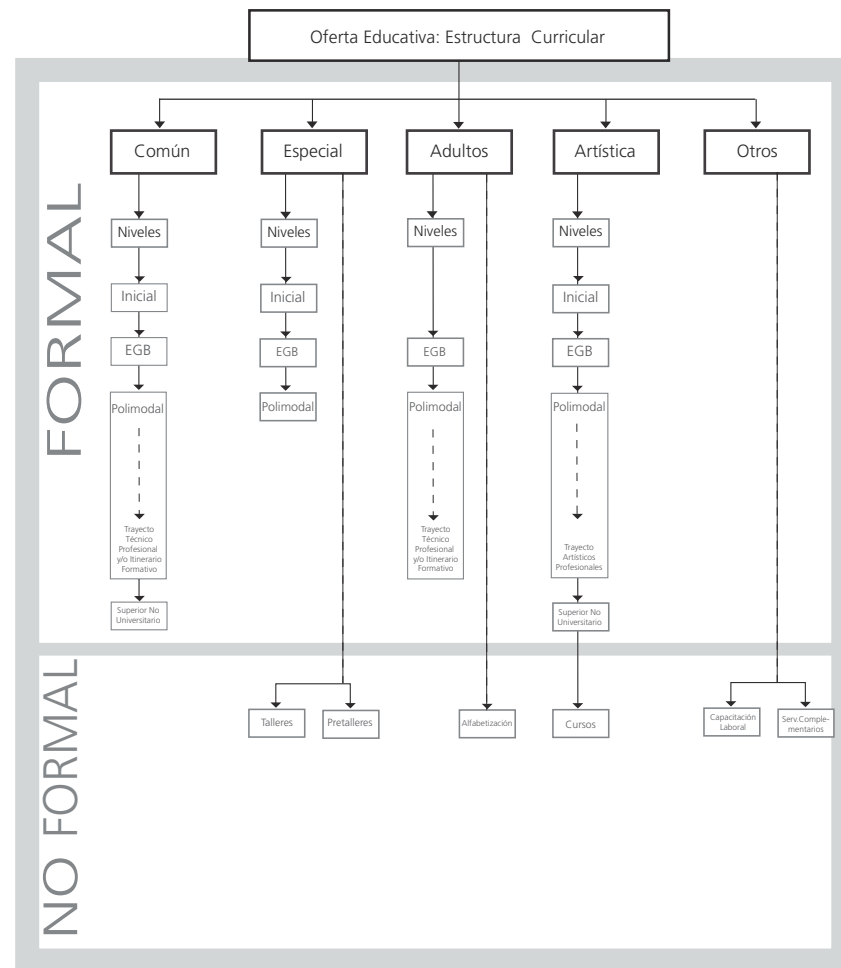 Oferta Educativa: Estructura Curricular
FORMAL
Común
Especial
Adultos
Artística
Otros
Niveles
Niveles
Niveles
Niveles
Inicial
Inicial
Inicial
EGB
EGB
EGB
EGB
Polimodal
Polimodal
Polimodal
Polimodal
Trayecto
Técnico
Profesional
y/o Itinerario
Formativo
Trayecto
Técnico
Profesional
y/o Itinerario
Formativo
Trayecto
Artísticos
Profesionales
Superior No
Universitario
Superior No
Universitario
NO FORMAL
Talleres
Pretalleres
Alfabetización
Cursos
Capacitación
Laboral
Serv.Comple-
mentarios